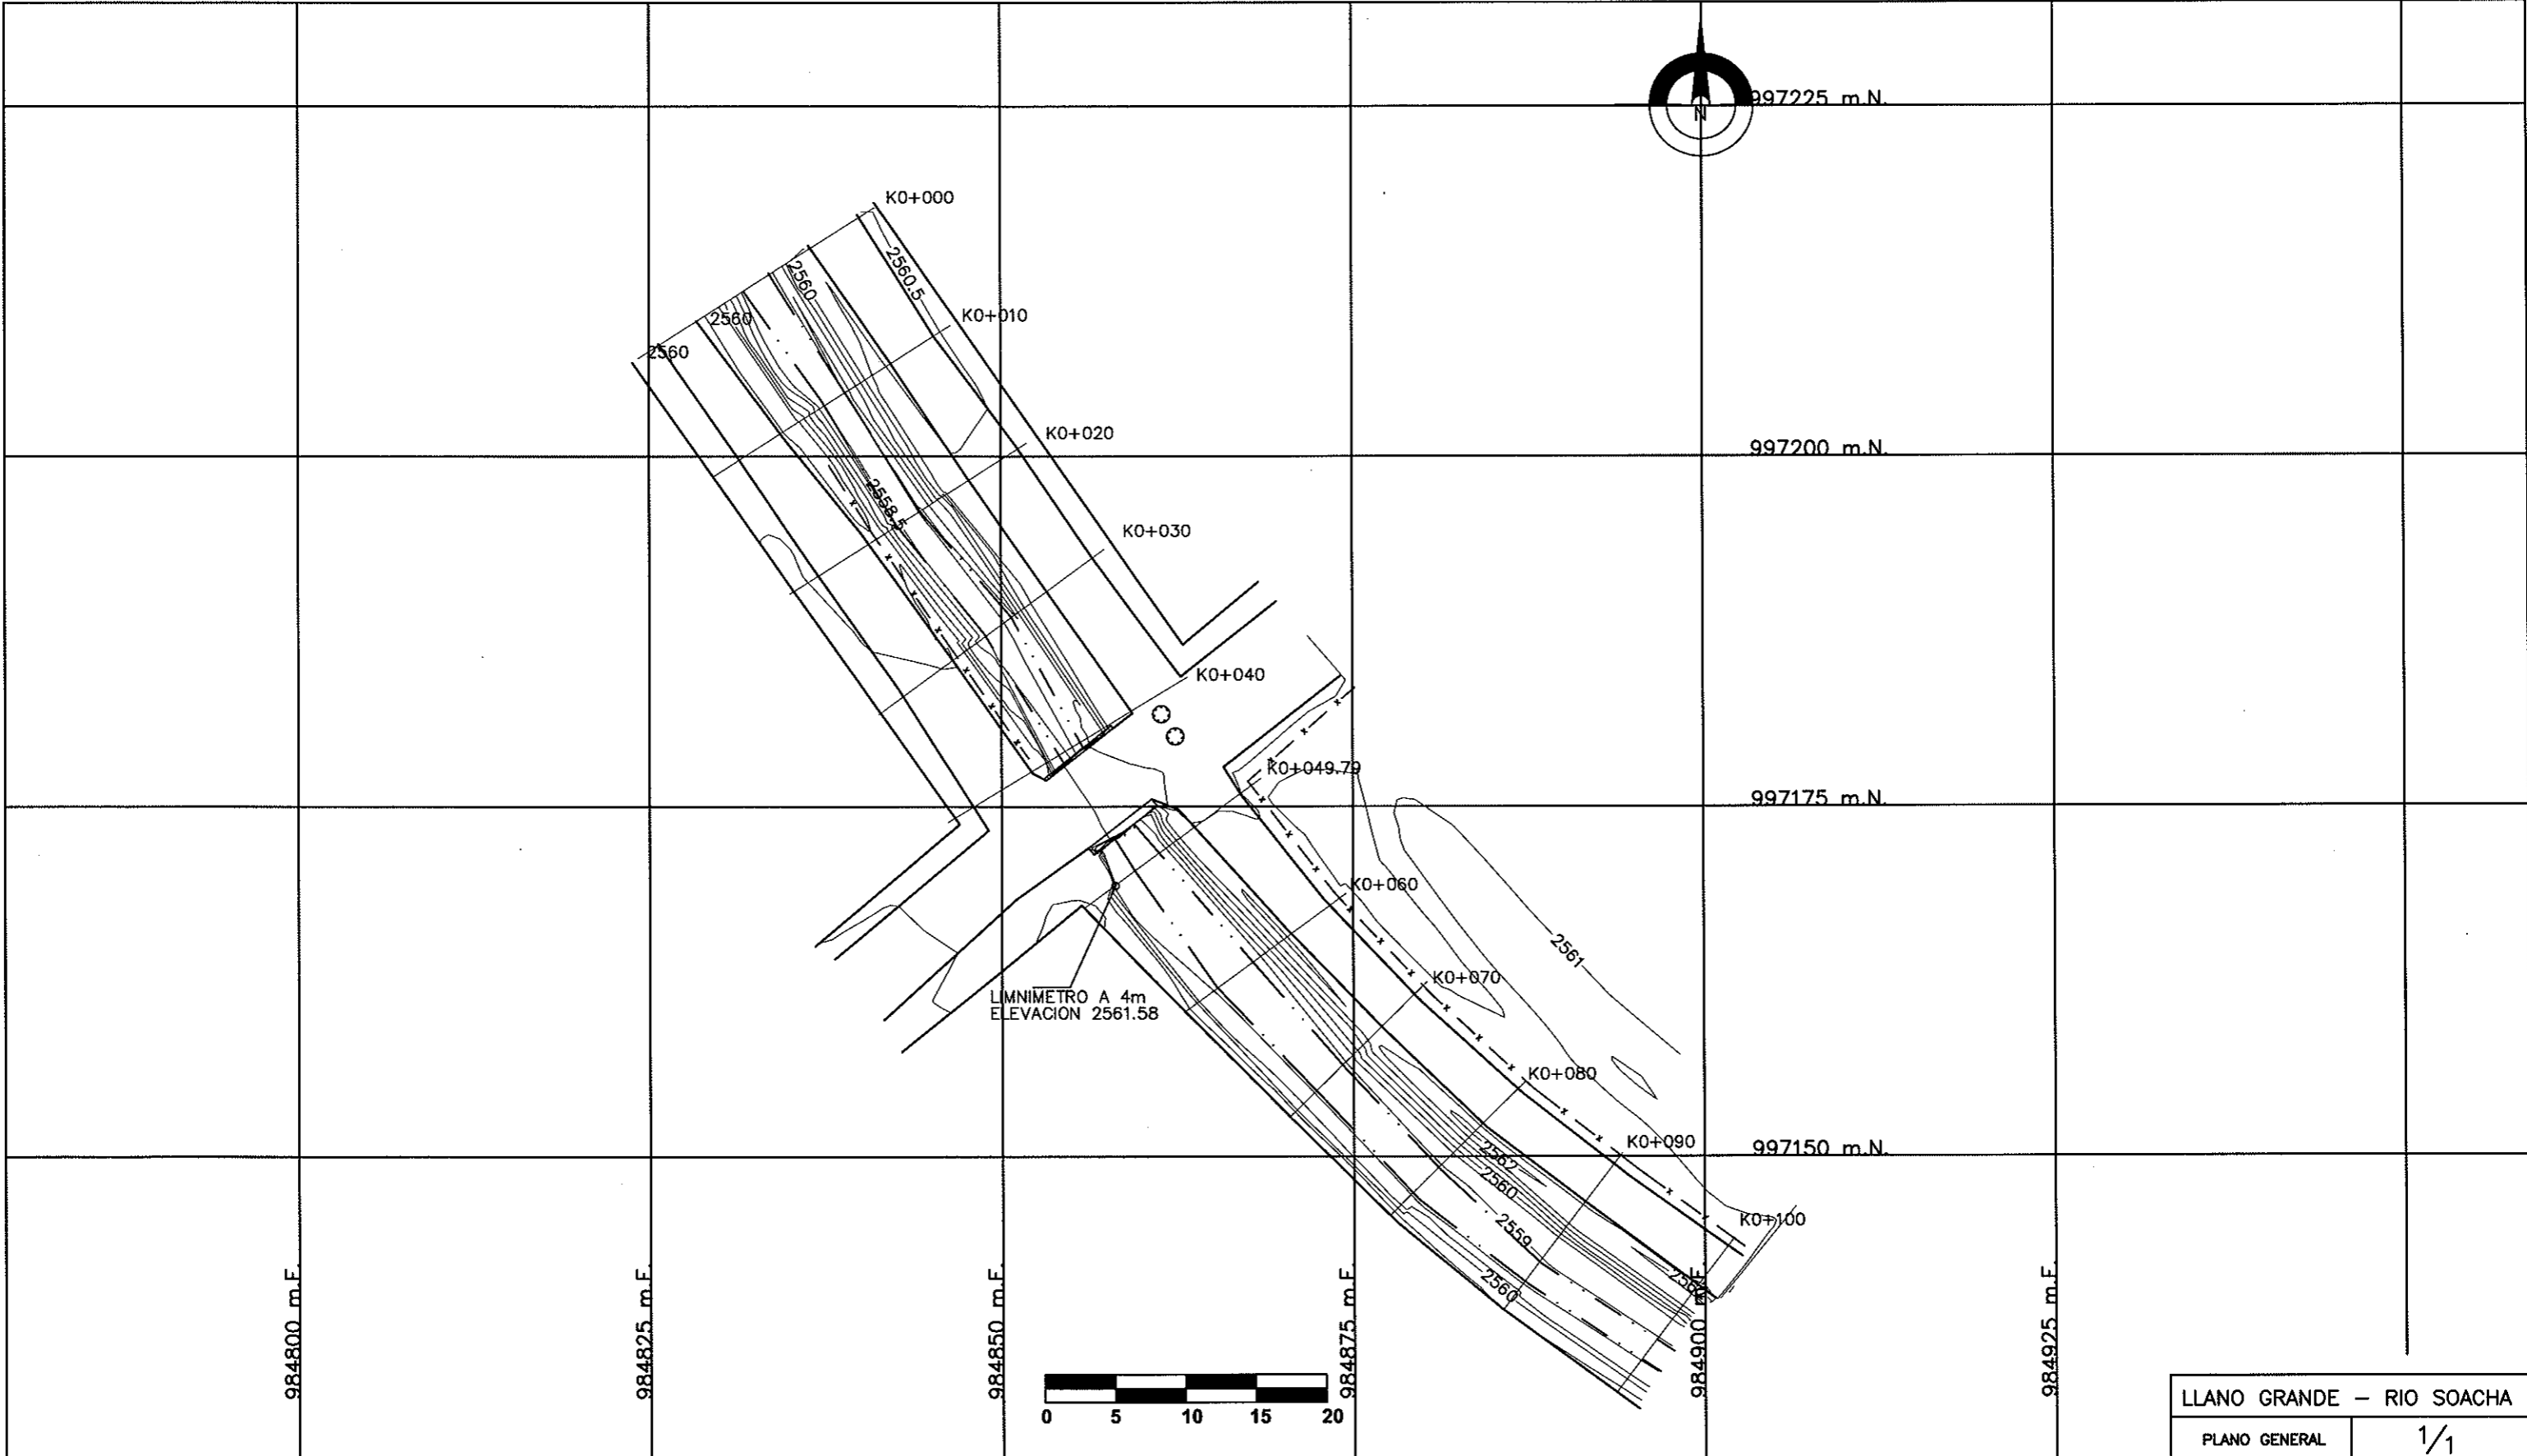 997225 m.N.
N
K0+000
2560.5
2560
K0+010
2560
2560
K0+020
997200 m.N.
2558.5
K0+030
K0+040
K0+049.79
997175 m.N.
K0+060
2561
K0+070
LIMNIMETRO A 4m
ELEVACION 2561.58
K0+080
K0+090
997150 m.N.
2562
2560
2559
K0+100
2560
984800 m.E.
984825 m.E.
984850 m.E.
984875 m.E.
984900 m.E.
984925 m.E.
0 5 10 15 20
LLANO GRANDE – RIO SOACHA
PLANO GENERAL
1/1